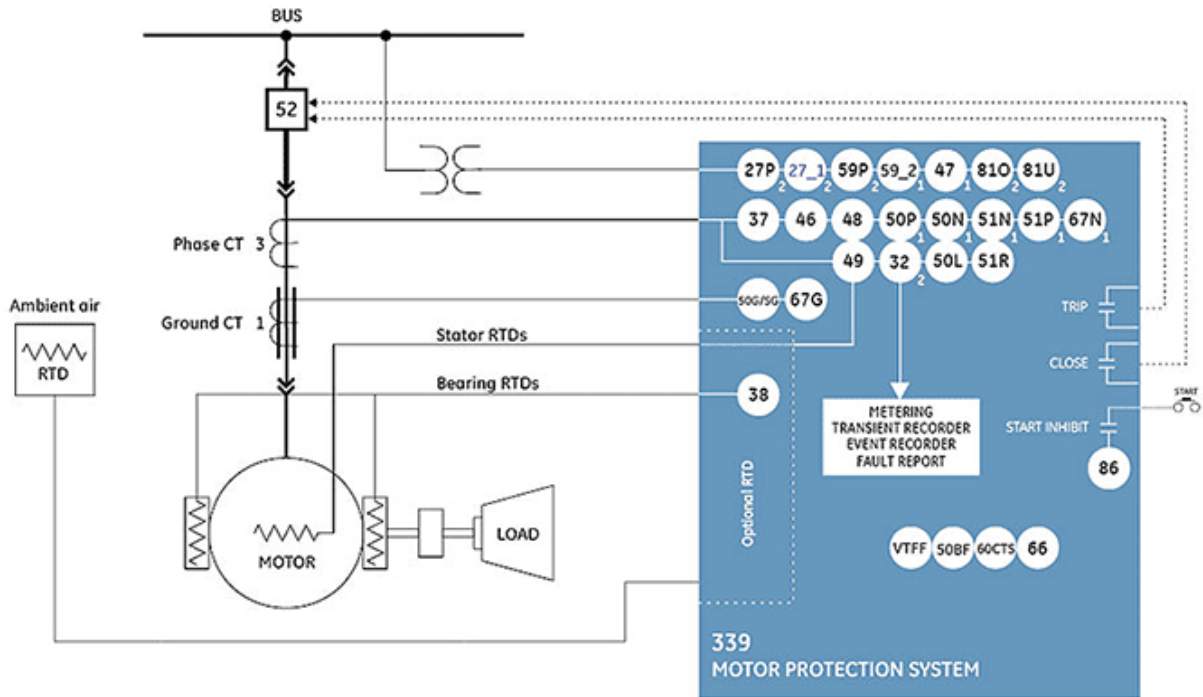 BUS
52
27P 2 27_1 2 59P 2 59_2 1 47 1 81O 2 81U 2
37 46 48 50P 1 50N 1 51N 1 51P 1 67N 1
Phase CT 3
49 32 2 50L 51R
Ambient air
RTD
Ground CT 1
50G/SG 67G
TRIP
Stator RTDs
CLOSE
Bearing RTDs
38
START
METERING
TRANSIENT RECORDER
EVENT RECORDER
FAULT REPORT
START INHIBIT
86
Optional RTD
MOTOR
LOAD
VTFF 50BF 60CTS 66
339
MOTOR PROTECTION SYSTEM